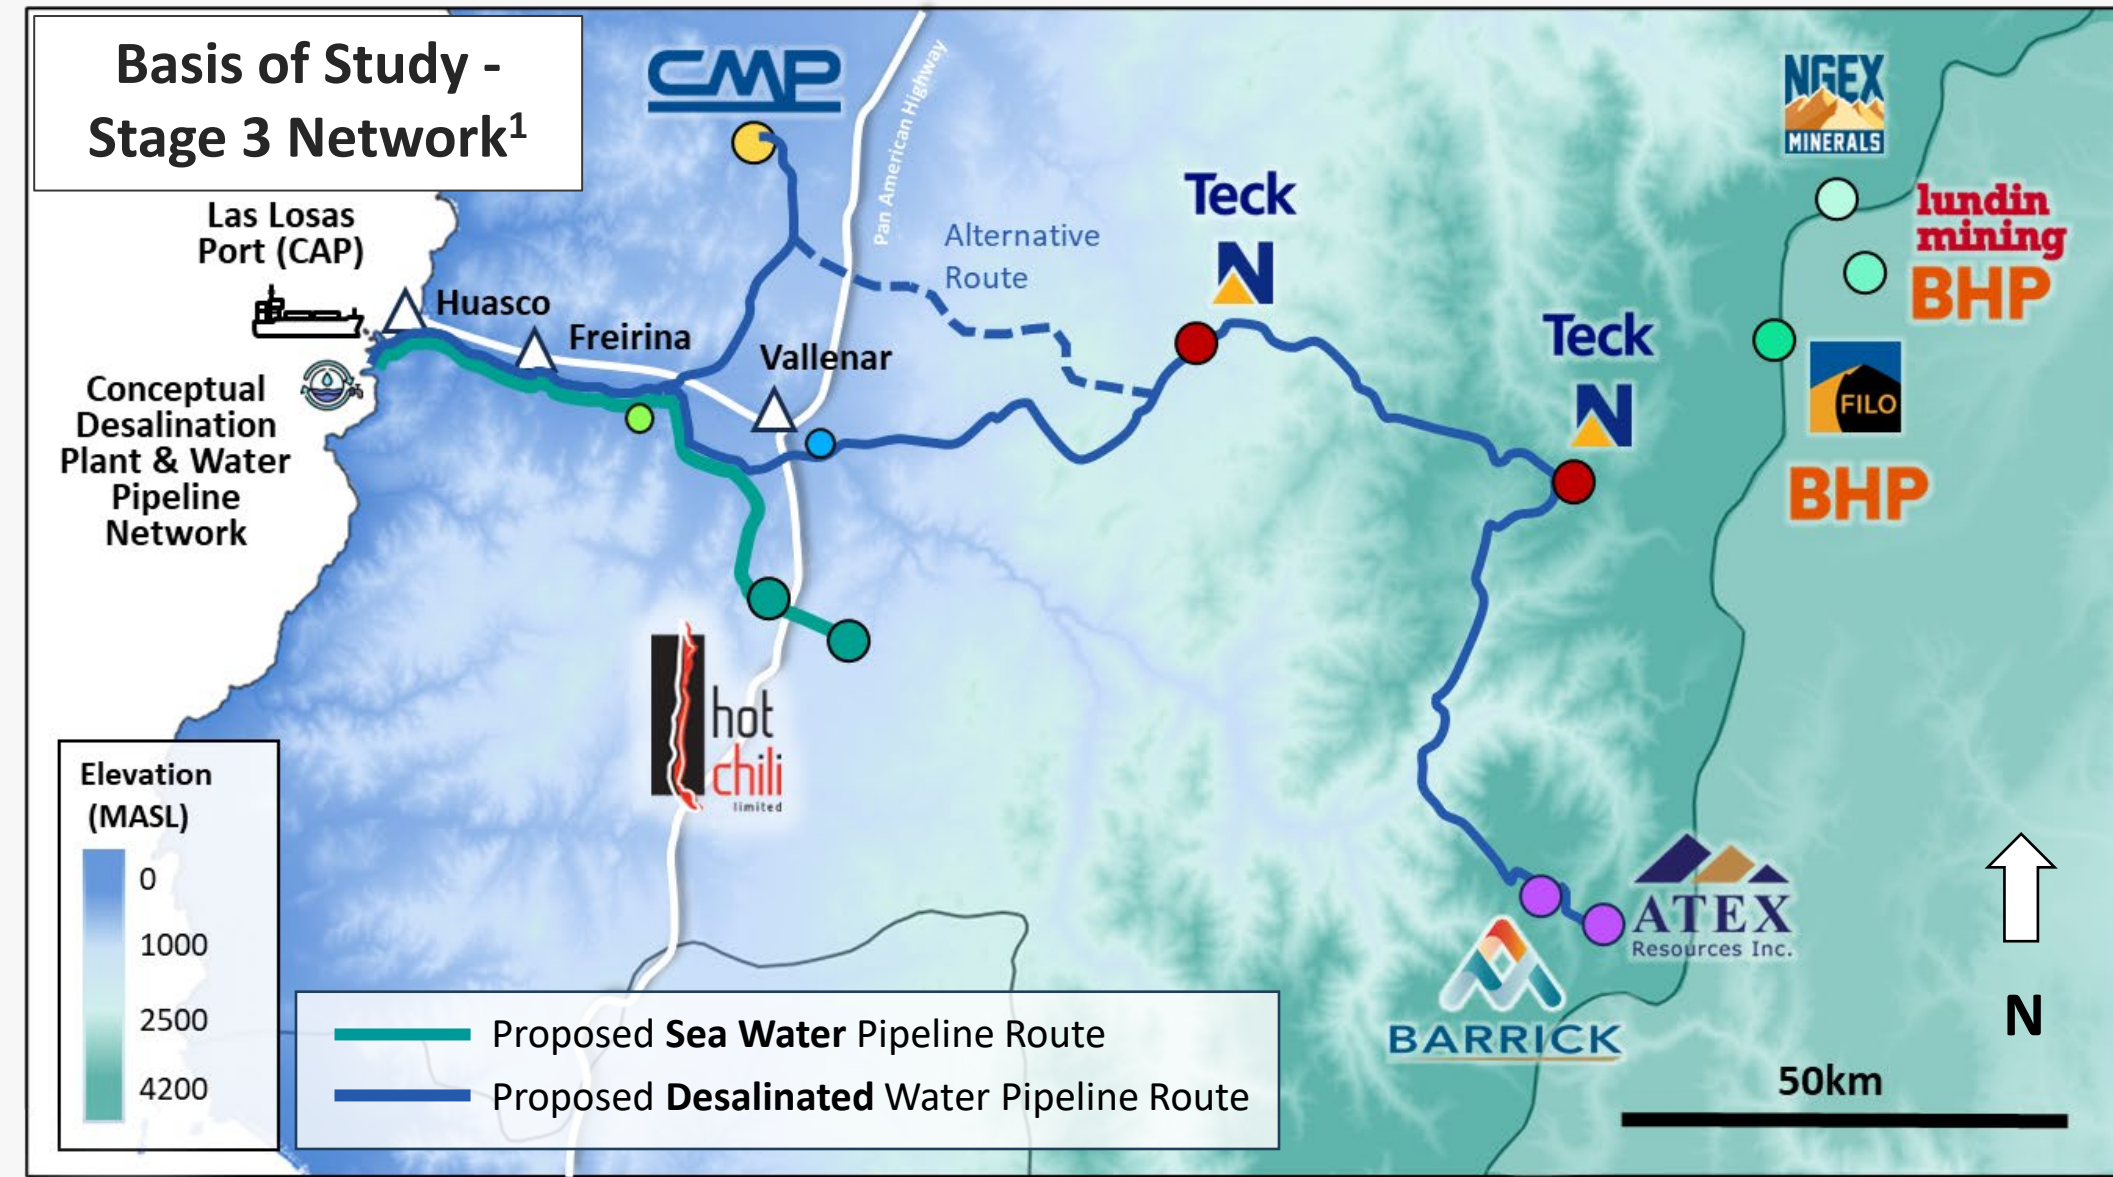 Basis of Study -
Stage 3 Network1
CMP
Pan American Highway
NGEX
MINERALS
lundin
mining
BHP
Teck
N
Alternative
Route
Las Losas
Port (CAP)
Huasco
Freirina
Vallenar
Teck
N
FILO
BHP
Conceptual
Desalination
Plant & Water
Pipeline
Network
hot
chili
limited
Elevation
(MASL)
0
1000
2500
4200
ATEX
Resources Inc.
BARRICK
N
50km
Proposed Sea Water Pipeline Route
Proposed Desalinated Water Pipeline Route